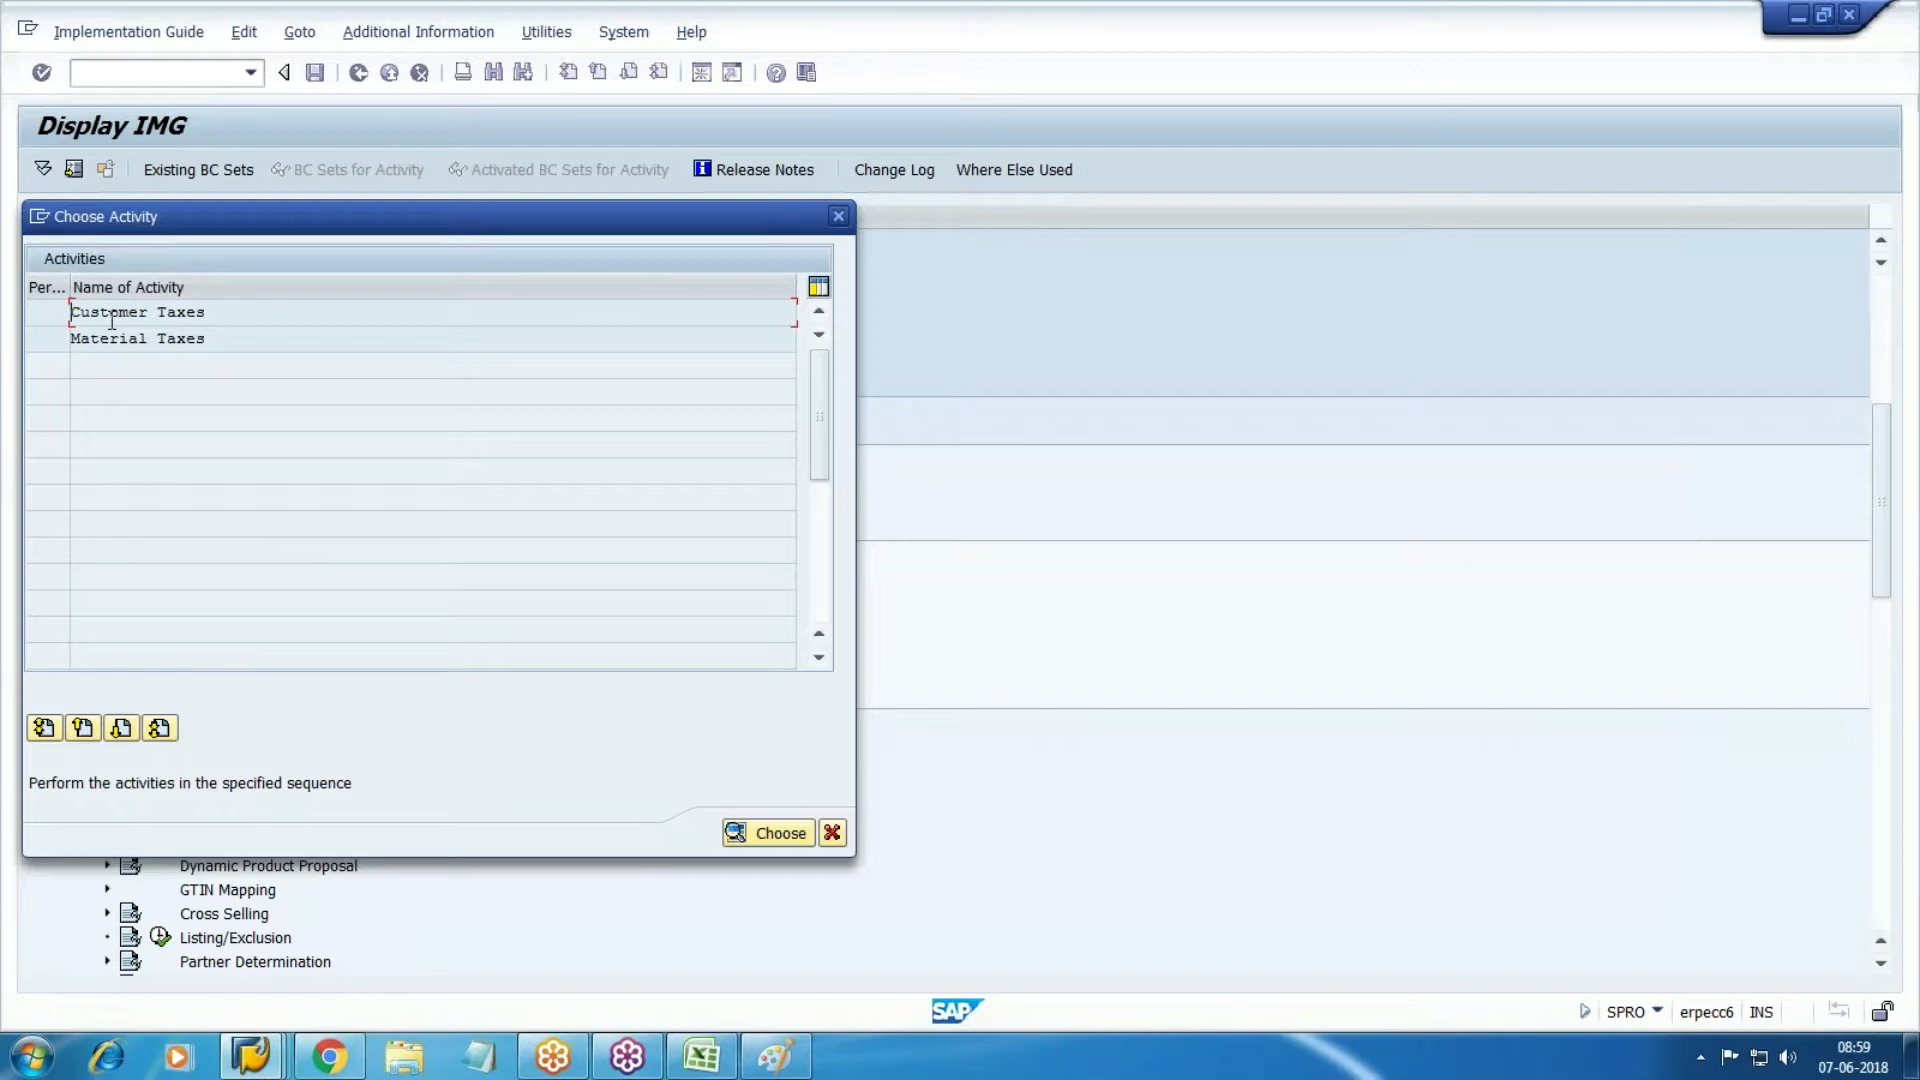 Implementation Guide Edit Goto Additional Information Utilities System Help
Display IMG
Existing BC Sets BC Sets for Activity Activated BC Sets for Activity Release Notes Change Log Where Else Used
Choose Activity
Activities
Per... Name of Activity
Customer Taxes
Material Taxes
Perform the activities in the specified sequence
Choose
Dynamic Product Proposal
GTIN Mapping
Cross Selling
Listing/Exclusion
Partner Determination
SAP
SPRO erpecc6 INS
08:59
07-06-2018